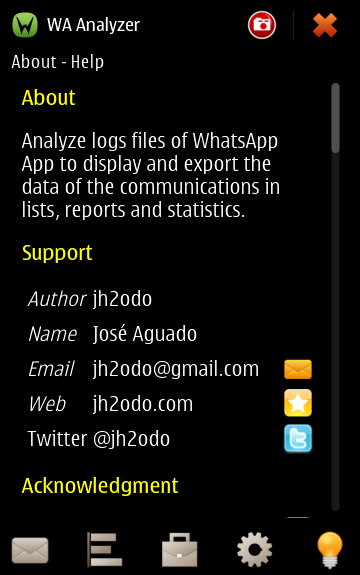 WA Analyzer
About - Help
About
Analyze logs files of WhatsApp
App to display and export the
data of the communications in
lists, reports and statistics.
Support
Author jh2odo
Name José Aguado
Email jh2odo@gmail.com
Web jh2odo.com
Twitter @jh2odo
Acknowledgment